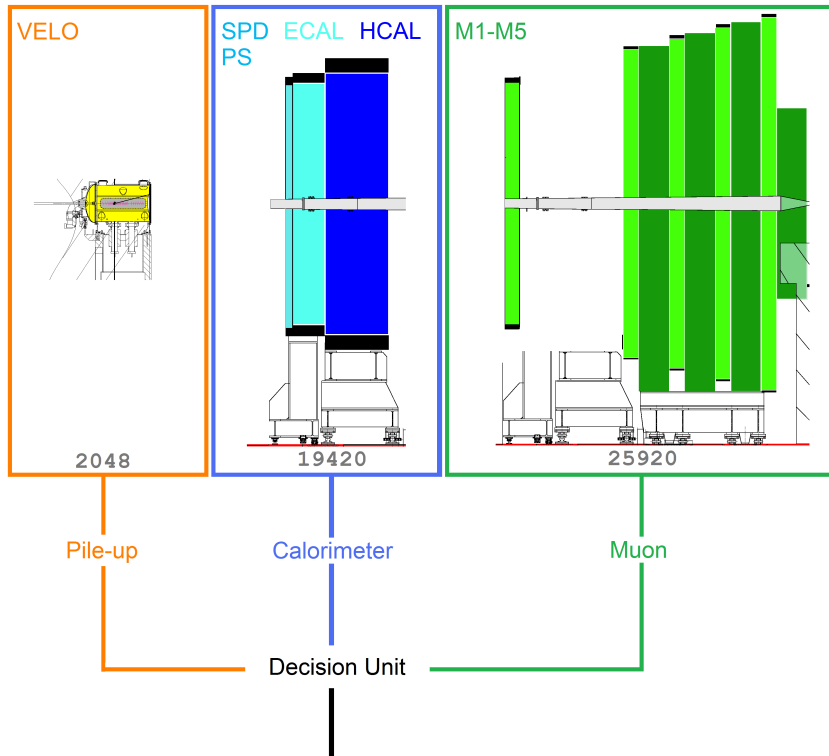 VELO
SPD ECAL HCAL
PS
M1-M5
2048
19420
25920
Pile-up
Calorimeter
Muon
Decision Unit